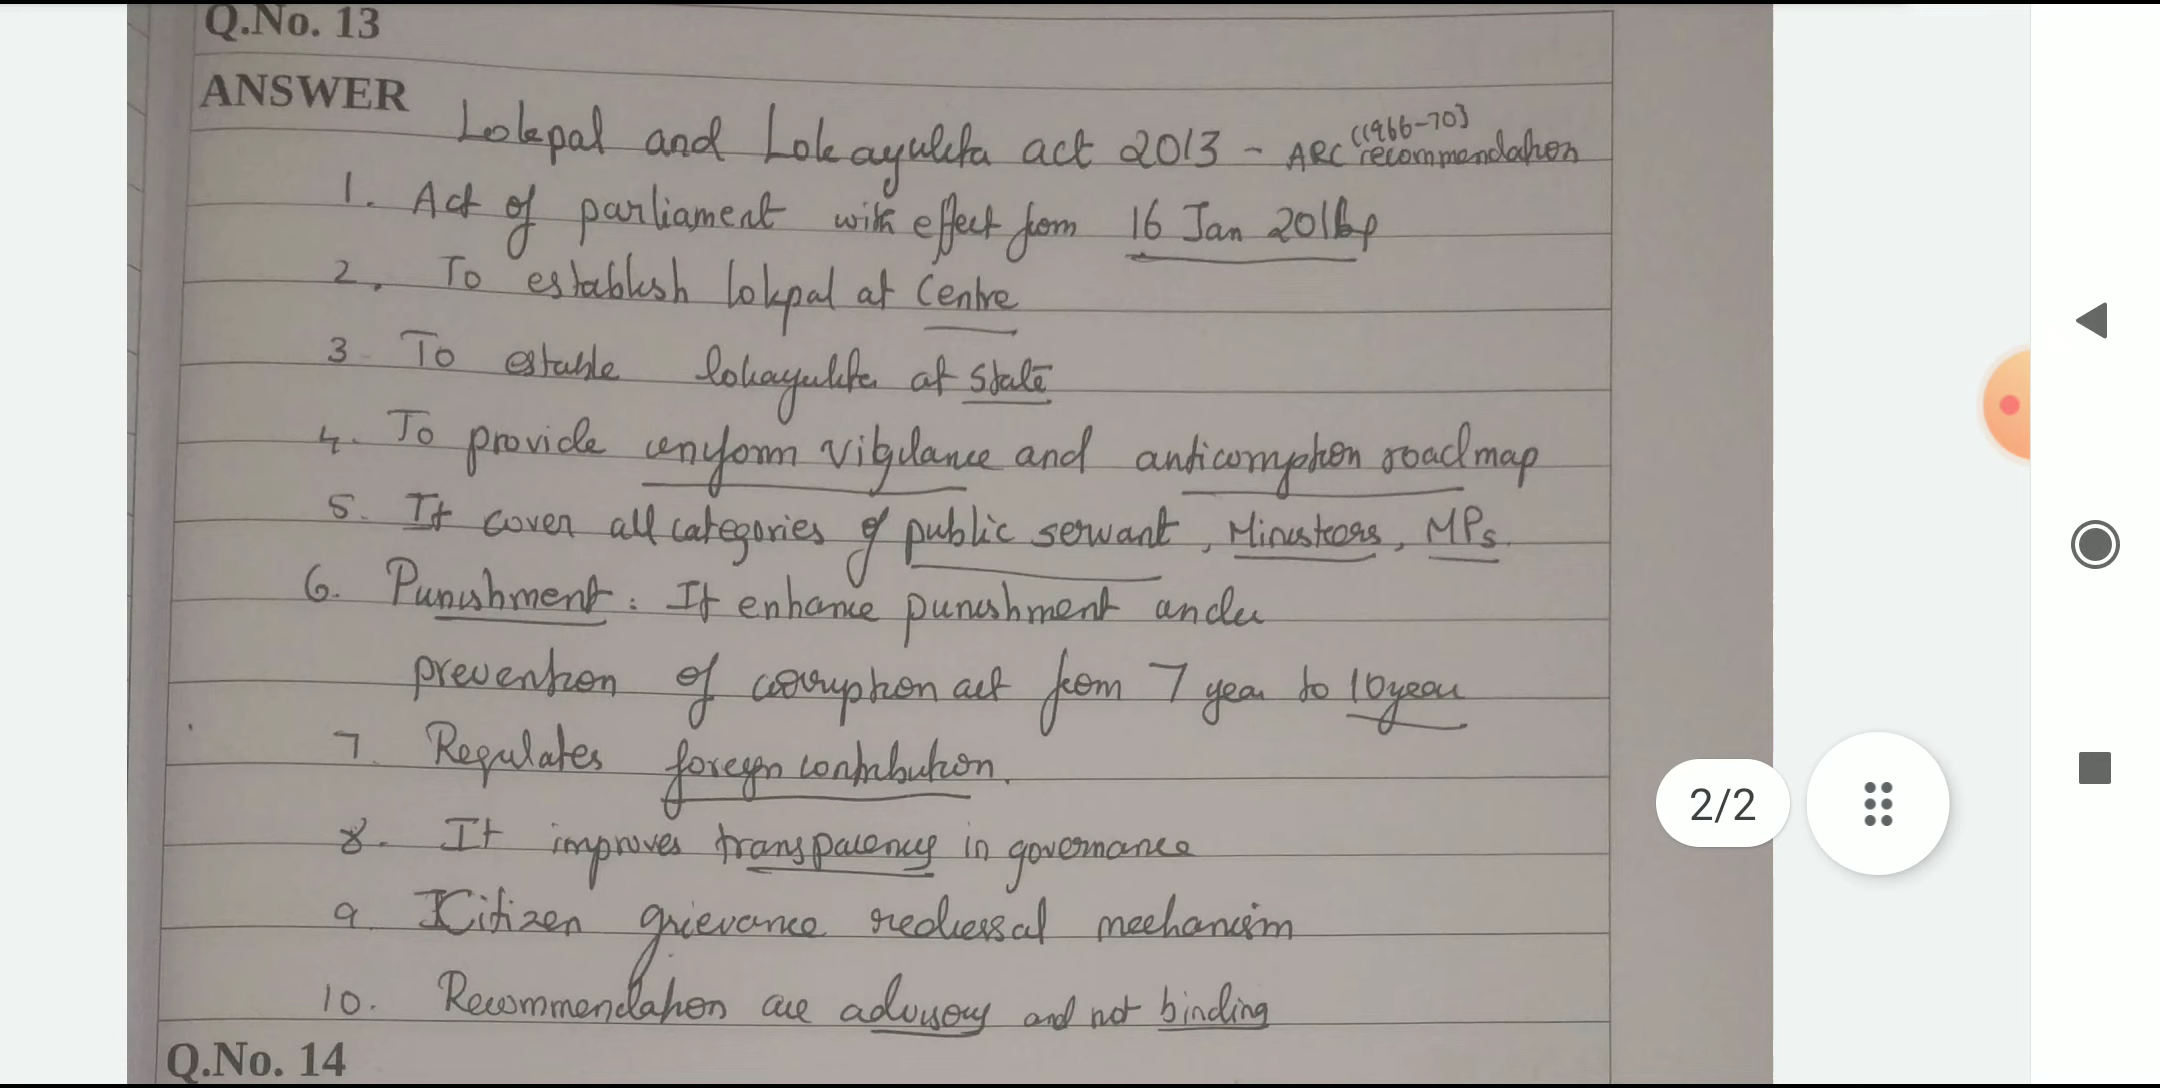 Q.No. 13
ANSWER
Lokpal and Lokayukta act 2013 - ARC (1966-70) recommendation
1. Act of parliament with effect from 16 Jan 201
2. To establish lokpal at Centre
3 To estable lokayukta at State
4. To provide uniform vigilance and anticorruption roadmap
5. It cover all categories of public servant, Ministers, MPs.
6. Punishment: It enhance punishment under
prevention of corruption act from 7 year to 10 year
7. Regulates foreign contribution.
8. It improves transparency in governance
9. Citizen grievance redressal mechanism
10. Recommendation are advisory and not binding
Q.No. 14
2/2